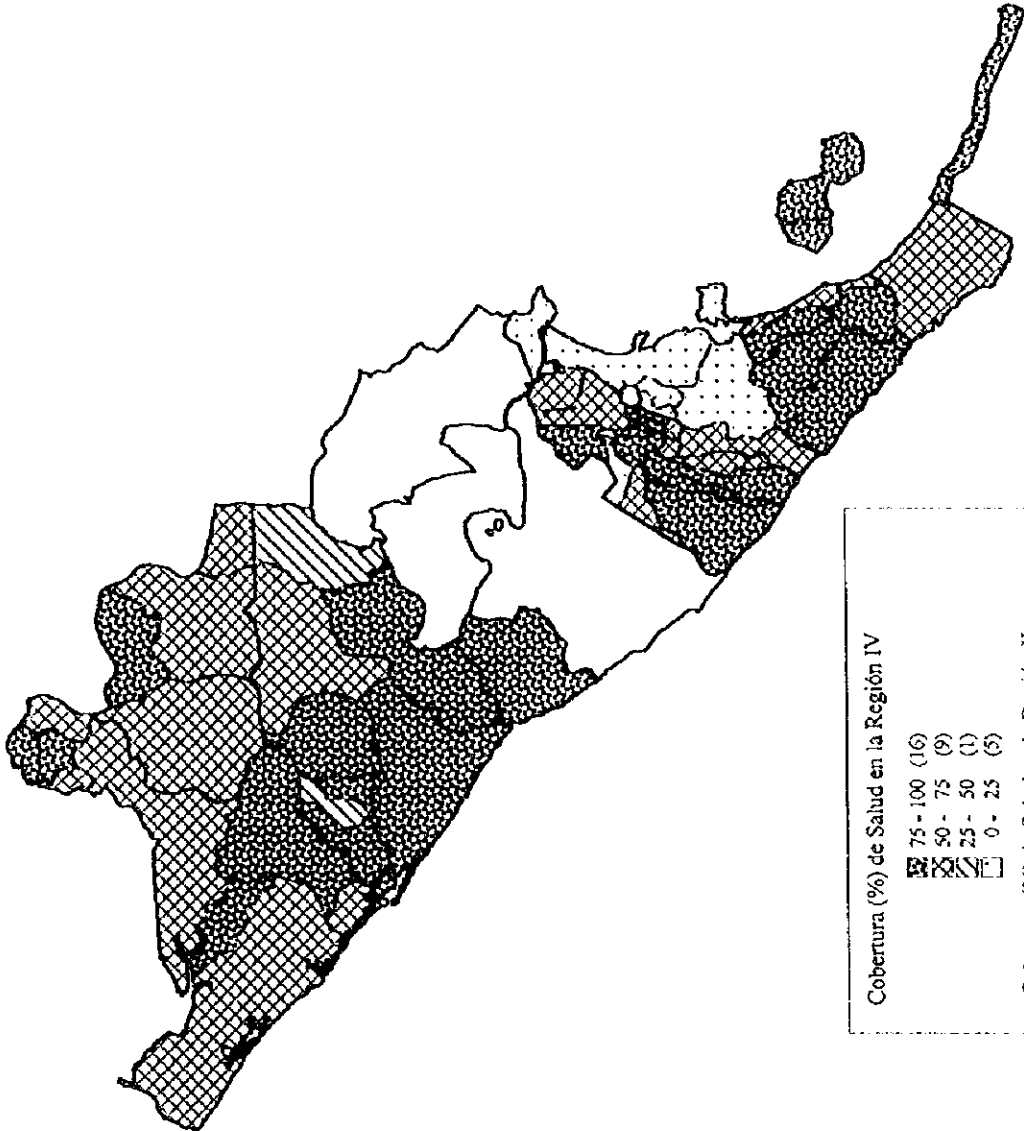 Cobertura (%) de Salud en la Región IV
75 - 100 (16)
50 - 75 (9)
25 - 50 (1)
0 - 25 (5)